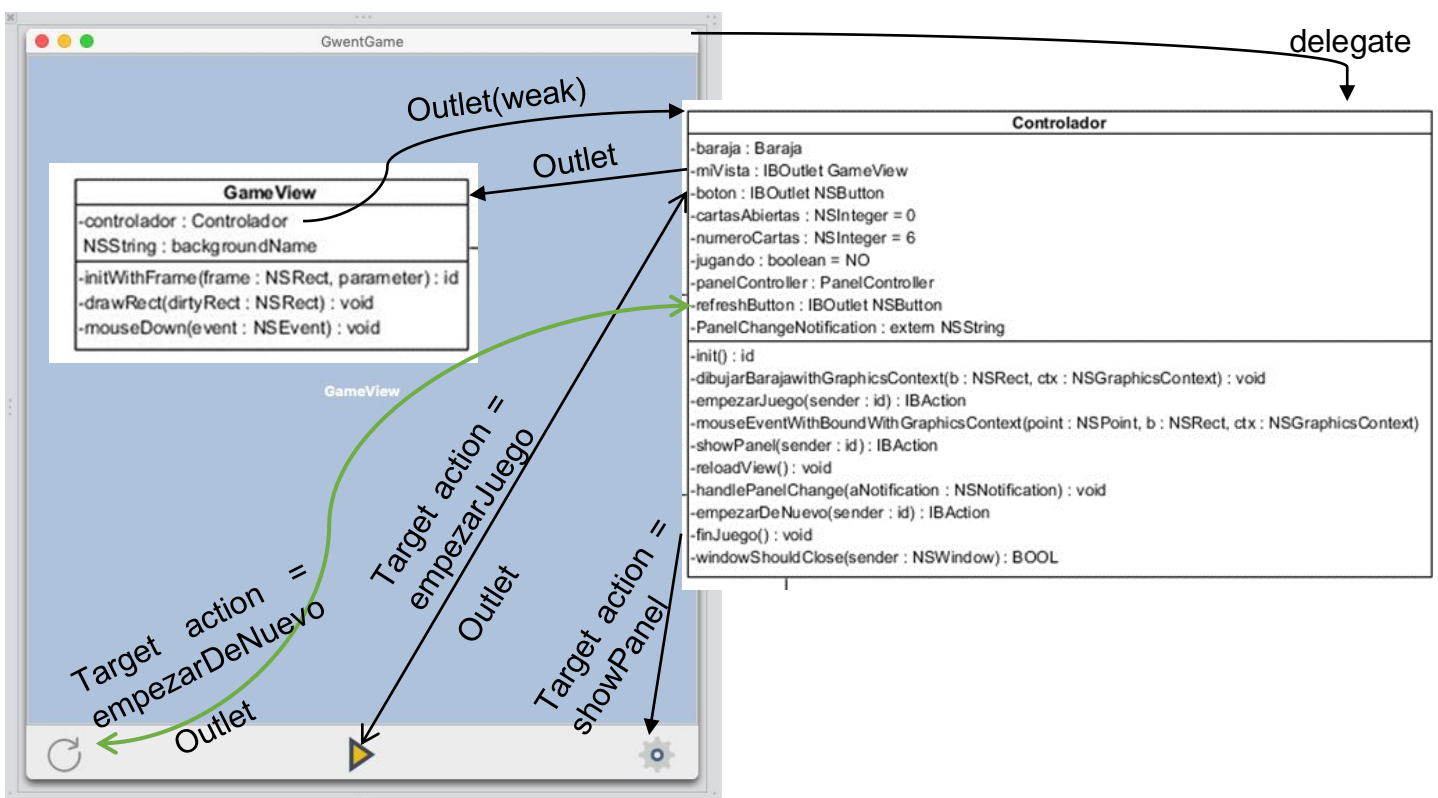 GwentGame
delegate
Outlet(weak)
Outlet
GameView
-controlador : Controlador
NSString : backgroundName
-initWithFrame(frame : NSRect, parameter) : id
-drawRect(dirtyRect : NSRect) : void
-mouseDown(event : NSEvent) : void
GameView
Controlador
-baraja : Baraja
-miVista : IBOutlet GameView
-boton : IBOutlet NSButton
-cartasAbiertas : NSInteger = 0
-numeroCartas : NSInteger = 6
-jugando : boolean = NO
-panelController : PanelController
-refreshButton : IBOutlet NSButton
-PanelChangeNotification : extern NSString
-init() : id
-dibujarBarajawithGraphicsContext(b : NSRect, ctx : NSGraphicsContext) : void
-empezarJuego(sender : id) : IBAction
-mouseEventWithBoundWithGraphicsContext(point : NSPoint, b : NSRect, ctx : NSGraphicsContext)
-showPanel(sender : id) : IBAction
-reloadView() : void
-handlePanelChange(aNotification : NSNotification) : void
-empezarDeNuevo(sender : id) : IBAction
-finJuego() : void
-windowShouldClose(sender : NSWindow) : BOOL
Target action =
empezarJuego
Outlet
Target action =
empezarDeNuevo
Outlet
Target action =
showPanel